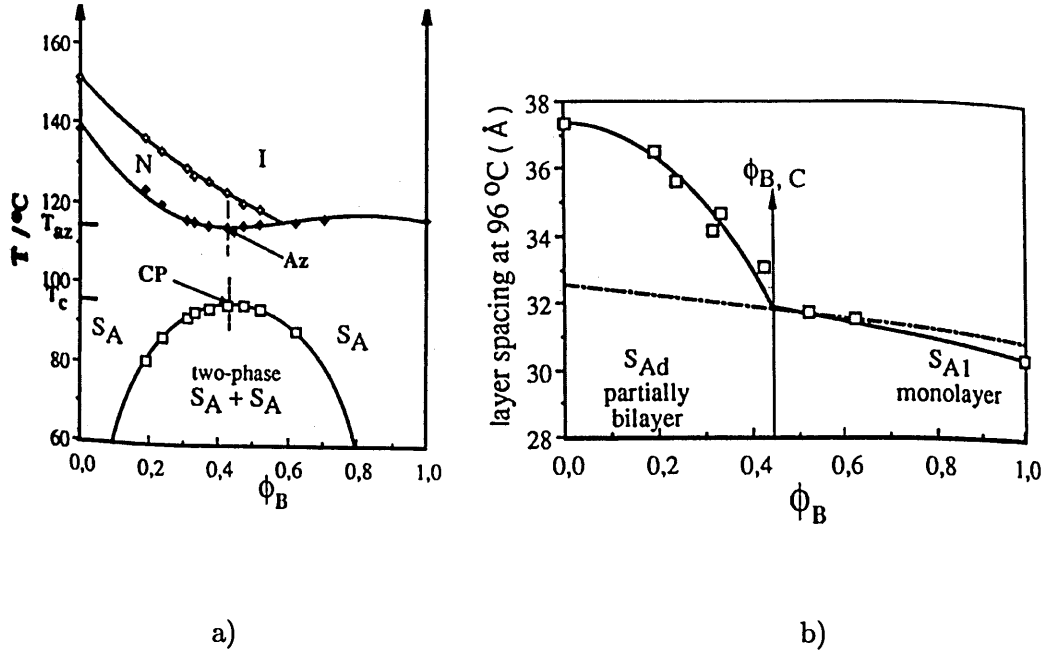 160
140
120
T_az
100
T_c
80
60
T /°C
N
I
Az
CP
S_A
S_A
two-phase
S_A + S_A
0,0 0,2 0,4 0,6 0,8 1,0
ϕ_B
a)
38
36
34
32
30
28
layer spacing at 96 °C ( Å )
ϕ_B, C
S_Ad
partially
bilayer
S_A1
monolayer
0,0 0,2 0,4 0,6 0,8 1,0
ϕ_B
b)